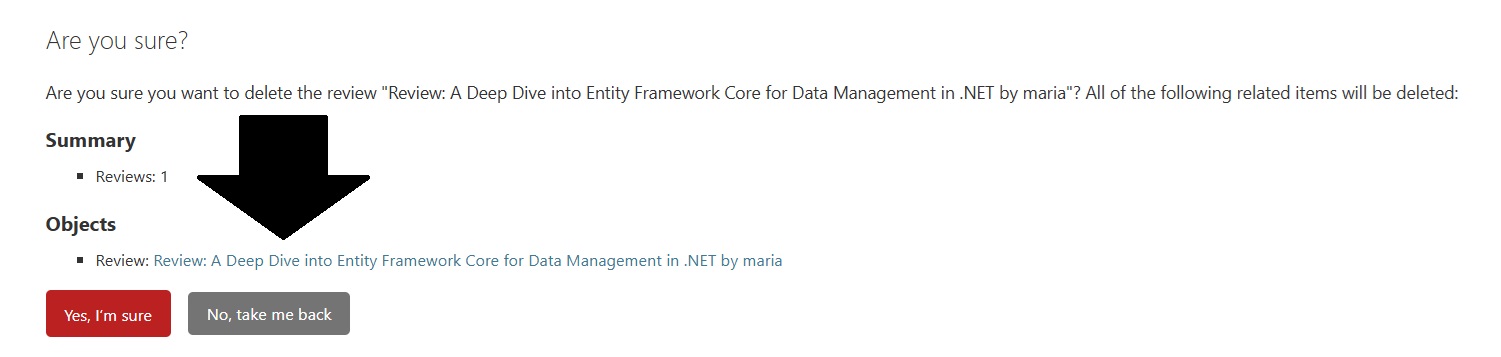 Are you sure?
Are you sure you want to delete the review "Review: A Deep Dive into Entity Framework Core for Data Management in .NET by maria"? All of the following related items will be deleted:
Summary
Reviews: 1
Objects
Review: Review: A Deep Dive into Entity Framework Core for Data Management in .NET by maria
Yes, I’m sure No, take me back